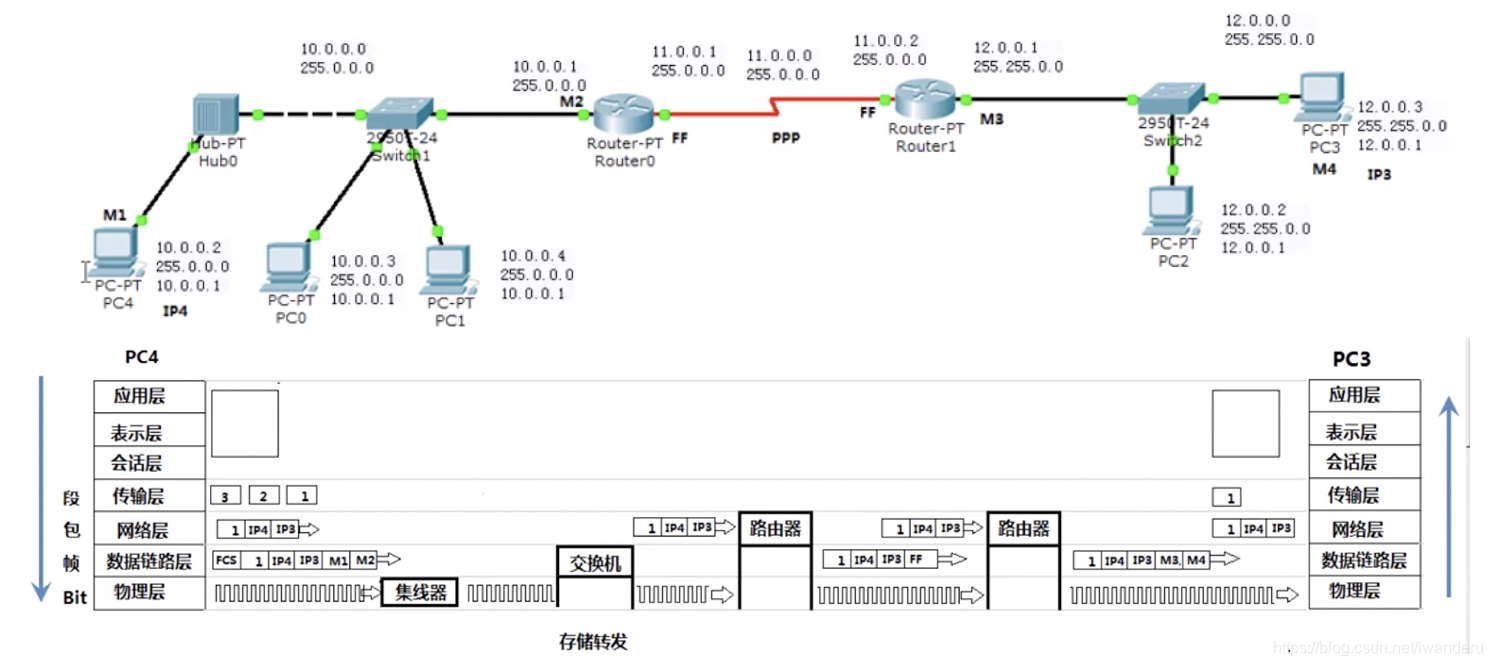 10.0.0.0
255.0.0.0
10.0.0.1
255.0.0.0
M2
11.0.0.1
255.0.0.0
11.0.0.0
255.0.0.0
11.0.0.2
255.0.0.0
12.0.0.1
255.255.0.0
12.0.0.0
255.255.0.0
Hub-PT
Hub0
2950T-24
Switch1
Router-PT
Router0
FF
PPP
FF
Router-PT
Router1
M3
2950T-24
Switch2
PC-PT
PC3
M4
12.0.0.3
255.255.0.0
12.0.0.1
IP3
M1
PC-PT
PC4
10.0.0.2
255.0.0.0
10.0.0.1
IP4
PC-PT
PC0
10.0.0.3
255.0.0.0
10.0.0.1
PC-PT
PC1
10.0.0.4
255.0.0.0
10.0.0.1
PC-PT
PC2
12.0.0.2
255.255.0.0
12.0.0.1
PC4
PC3
应用层
应用层
表示层
表示层
会话层
会话层
段 传输层 3 2 1
1 传输层
包 网络层 1 IP4 IP3
1 IP4 IP3 路由器 1 IP4 IP3 路由器 1 IP4 IP3 网络层
帧 数据链路层 FCS 1 IP4 IP3 M1 M2
交换机 1 IP4 IP3 FF 1 IP4 IP3 M3, M4 数据链路层
Bit 物理层 集线器 物理层
存储转发
https://blog.csdn.net/iwanderu